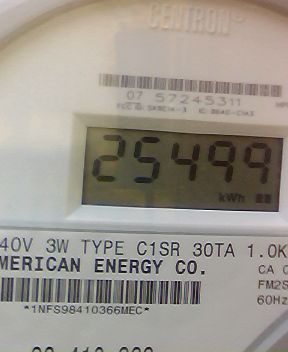 CENTRON
07 57245311
25499
kWh
40V 3W TYPE C1SR 30TA 1.0K
MERICAN ENERGY CO.
CA
FM2S
60Hz
*1NFS98410366MEC*